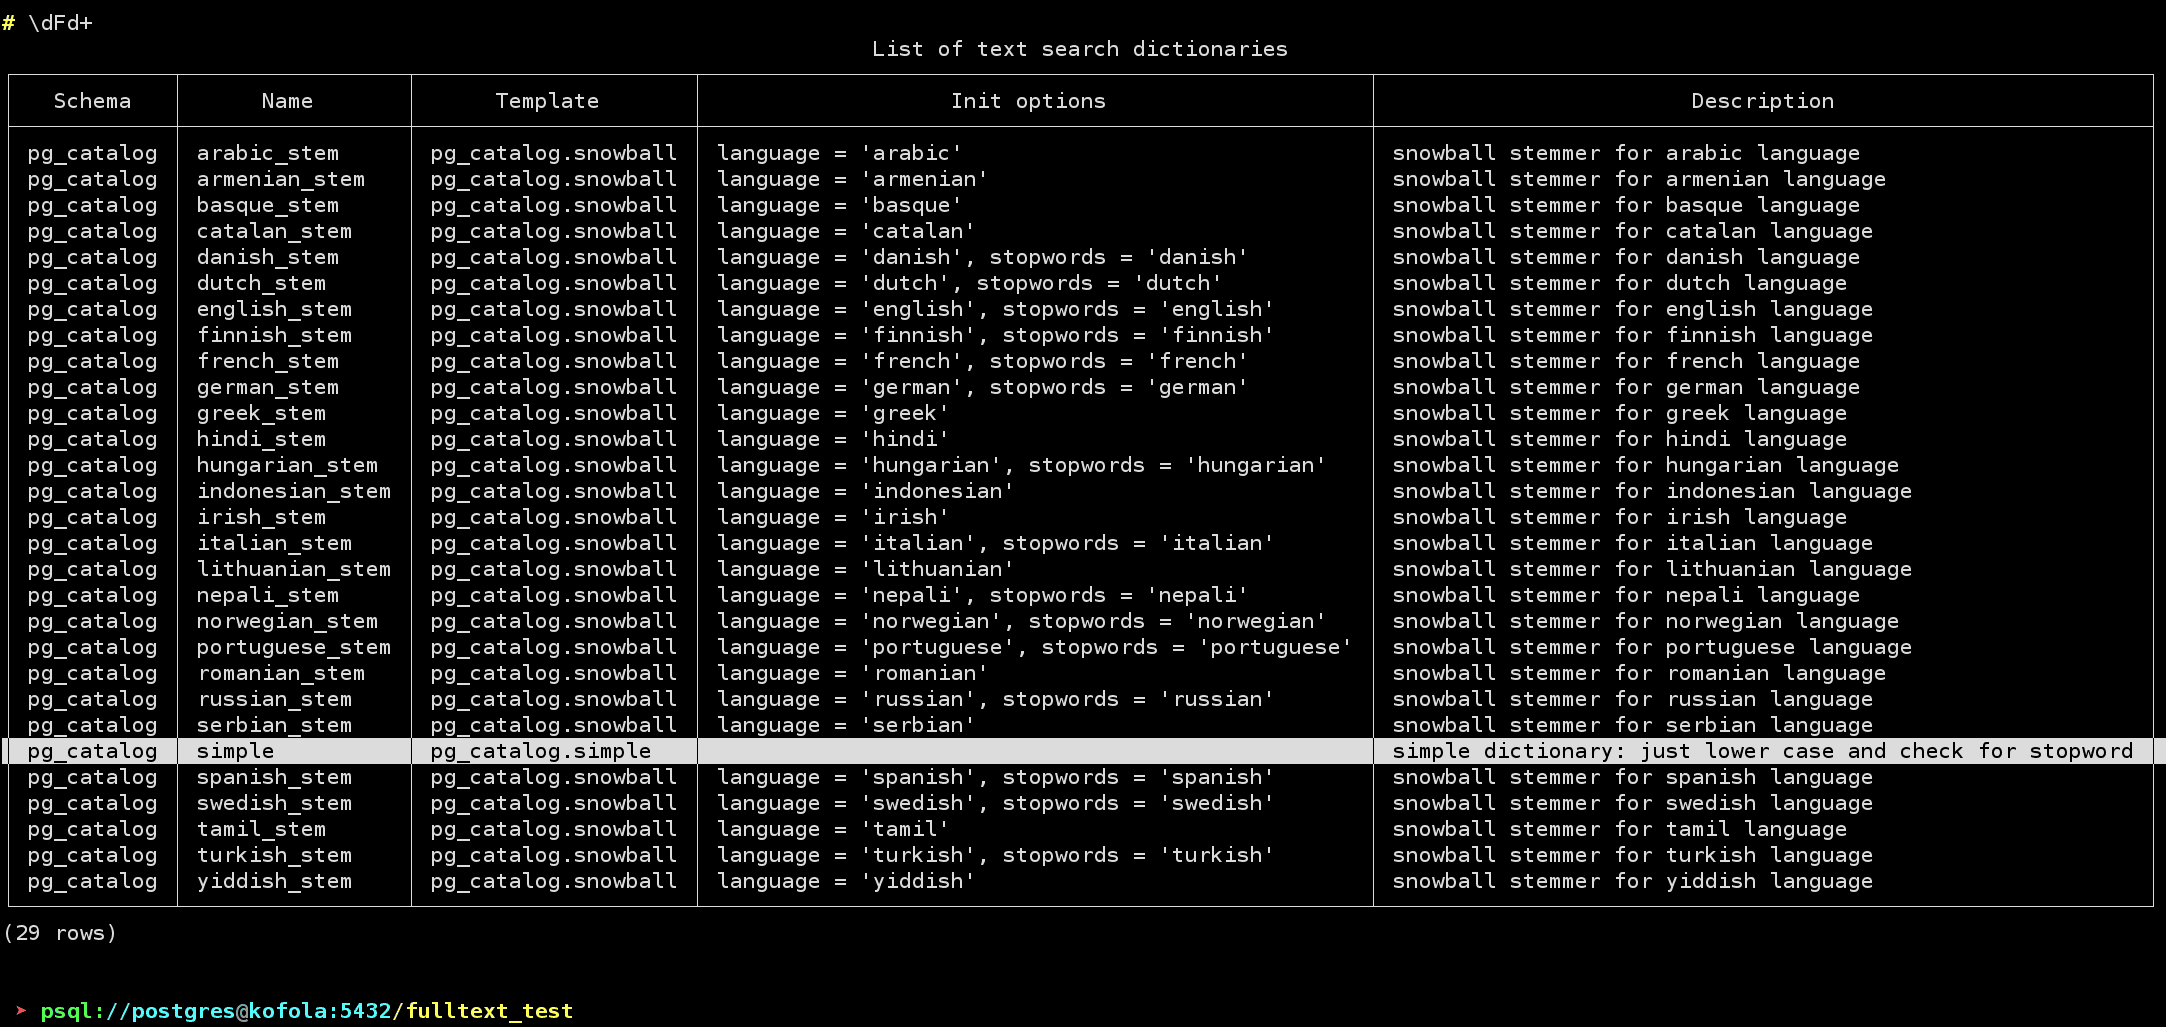 # \dFd+
List of text search dictionaries
Schema Name Template Init options Description
pg_catalog arabic_stem pg_catalog.snowball language = 'arabic' snowball stemmer for arabic language
pg_catalog armenian_stem pg_catalog.snowball language = 'armenian' snowball stemmer for armenian language
pg_catalog basque_stem pg_catalog.snowball language = 'basque' snowball stemmer for basque language
pg_catalog catalan_stem pg_catalog.snowball language = 'catalan' snowball stemmer for catalan language
pg_catalog danish_stem pg_catalog.snowball language = 'danish', stopwords = 'danish' snowball stemmer for danish language
pg_catalog dutch_stem pg_catalog.snowball language = 'dutch', stopwords = 'dutch' snowball stemmer for dutch language
pg_catalog english_stem pg_catalog.snowball language = 'english', stopwords = 'english' snowball stemmer for english language
pg_catalog finnish_stem pg_catalog.snowball language = 'finnish', stopwords = 'finnish' snowball stemmer for finnish language
pg_catalog french_stem pg_catalog.snowball language = 'french', stopwords = 'french' snowball stemmer for french language
pg_catalog german_stem pg_catalog.snowball language = 'german', stopwords = 'german' snowball stemmer for german language
pg_catalog greek_stem pg_catalog.snowball language = 'greek' snowball stemmer for greek language
pg_catalog hindi_stem pg_catalog.snowball language = 'hindi' snowball stemmer for hindi language
pg_catalog hungarian_stem pg_catalog.snowball language = 'hungarian', stopwords = 'hungarian' snowball stemmer for hungarian language
pg_catalog indonesian_stem pg_catalog.snowball language = 'indonesian' snowball stemmer for indonesian language
pg_catalog irish_stem pg_catalog.snowball language = 'irish' snowball stemmer for irish language
pg_catalog italian_stem pg_catalog.snowball language = 'italian', stopwords = 'italian' snowball stemmer for italian language
pg_catalog lithuanian_stem pg_catalog.snowball language = 'lithuanian' snowball stemmer for lithuanian language
pg_catalog nepali_stem pg_catalog.snowball language = 'nepali', stopwords = 'nepali' snowball stemmer for nepali language
pg_catalog norwegian_stem pg_catalog.snowball language = 'norwegian', stopwords = 'norwegian' snowball stemmer for norwegian language
pg_catalog portuguese_stem pg_catalog.snowball language = 'portuguese', stopwords = 'portuguese' snowball stemmer for portuguese language
pg_catalog romanian_stem pg_catalog.snowball language = 'romanian' snowball stemmer for romanian language
pg_catalog russian_stem pg_catalog.snowball language = 'russian', stopwords = 'russian' snowball stemmer for russian language
pg_catalog serbian_stem pg_catalog.snowball language = 'serbian' snowball stemmer for serbian language
pg_catalog simple pg_catalog.simple simple dictionary: just lower case and check for stopword
pg_catalog spanish_stem pg_catalog.snowball language = 'spanish', stopwords = 'spanish' snowball stemmer for spanish language
pg_catalog swedish_stem pg_catalog.snowball language = 'swedish', stopwords = 'swedish' snowball stemmer for swedish language
pg_catalog tamil_stem pg_catalog.snowball language = 'tamil' snowball stemmer for tamil language
pg_catalog turkish_stem pg_catalog.snowball language = 'turkish', stopwords = 'turkish' snowball stemmer for turkish language
pg_catalog yiddish_stem pg_catalog.snowball language = 'yiddish' snowball stemmer for yiddish language
(29 rows)
➤ psql://postgres@kofola:5432/fulltext_test